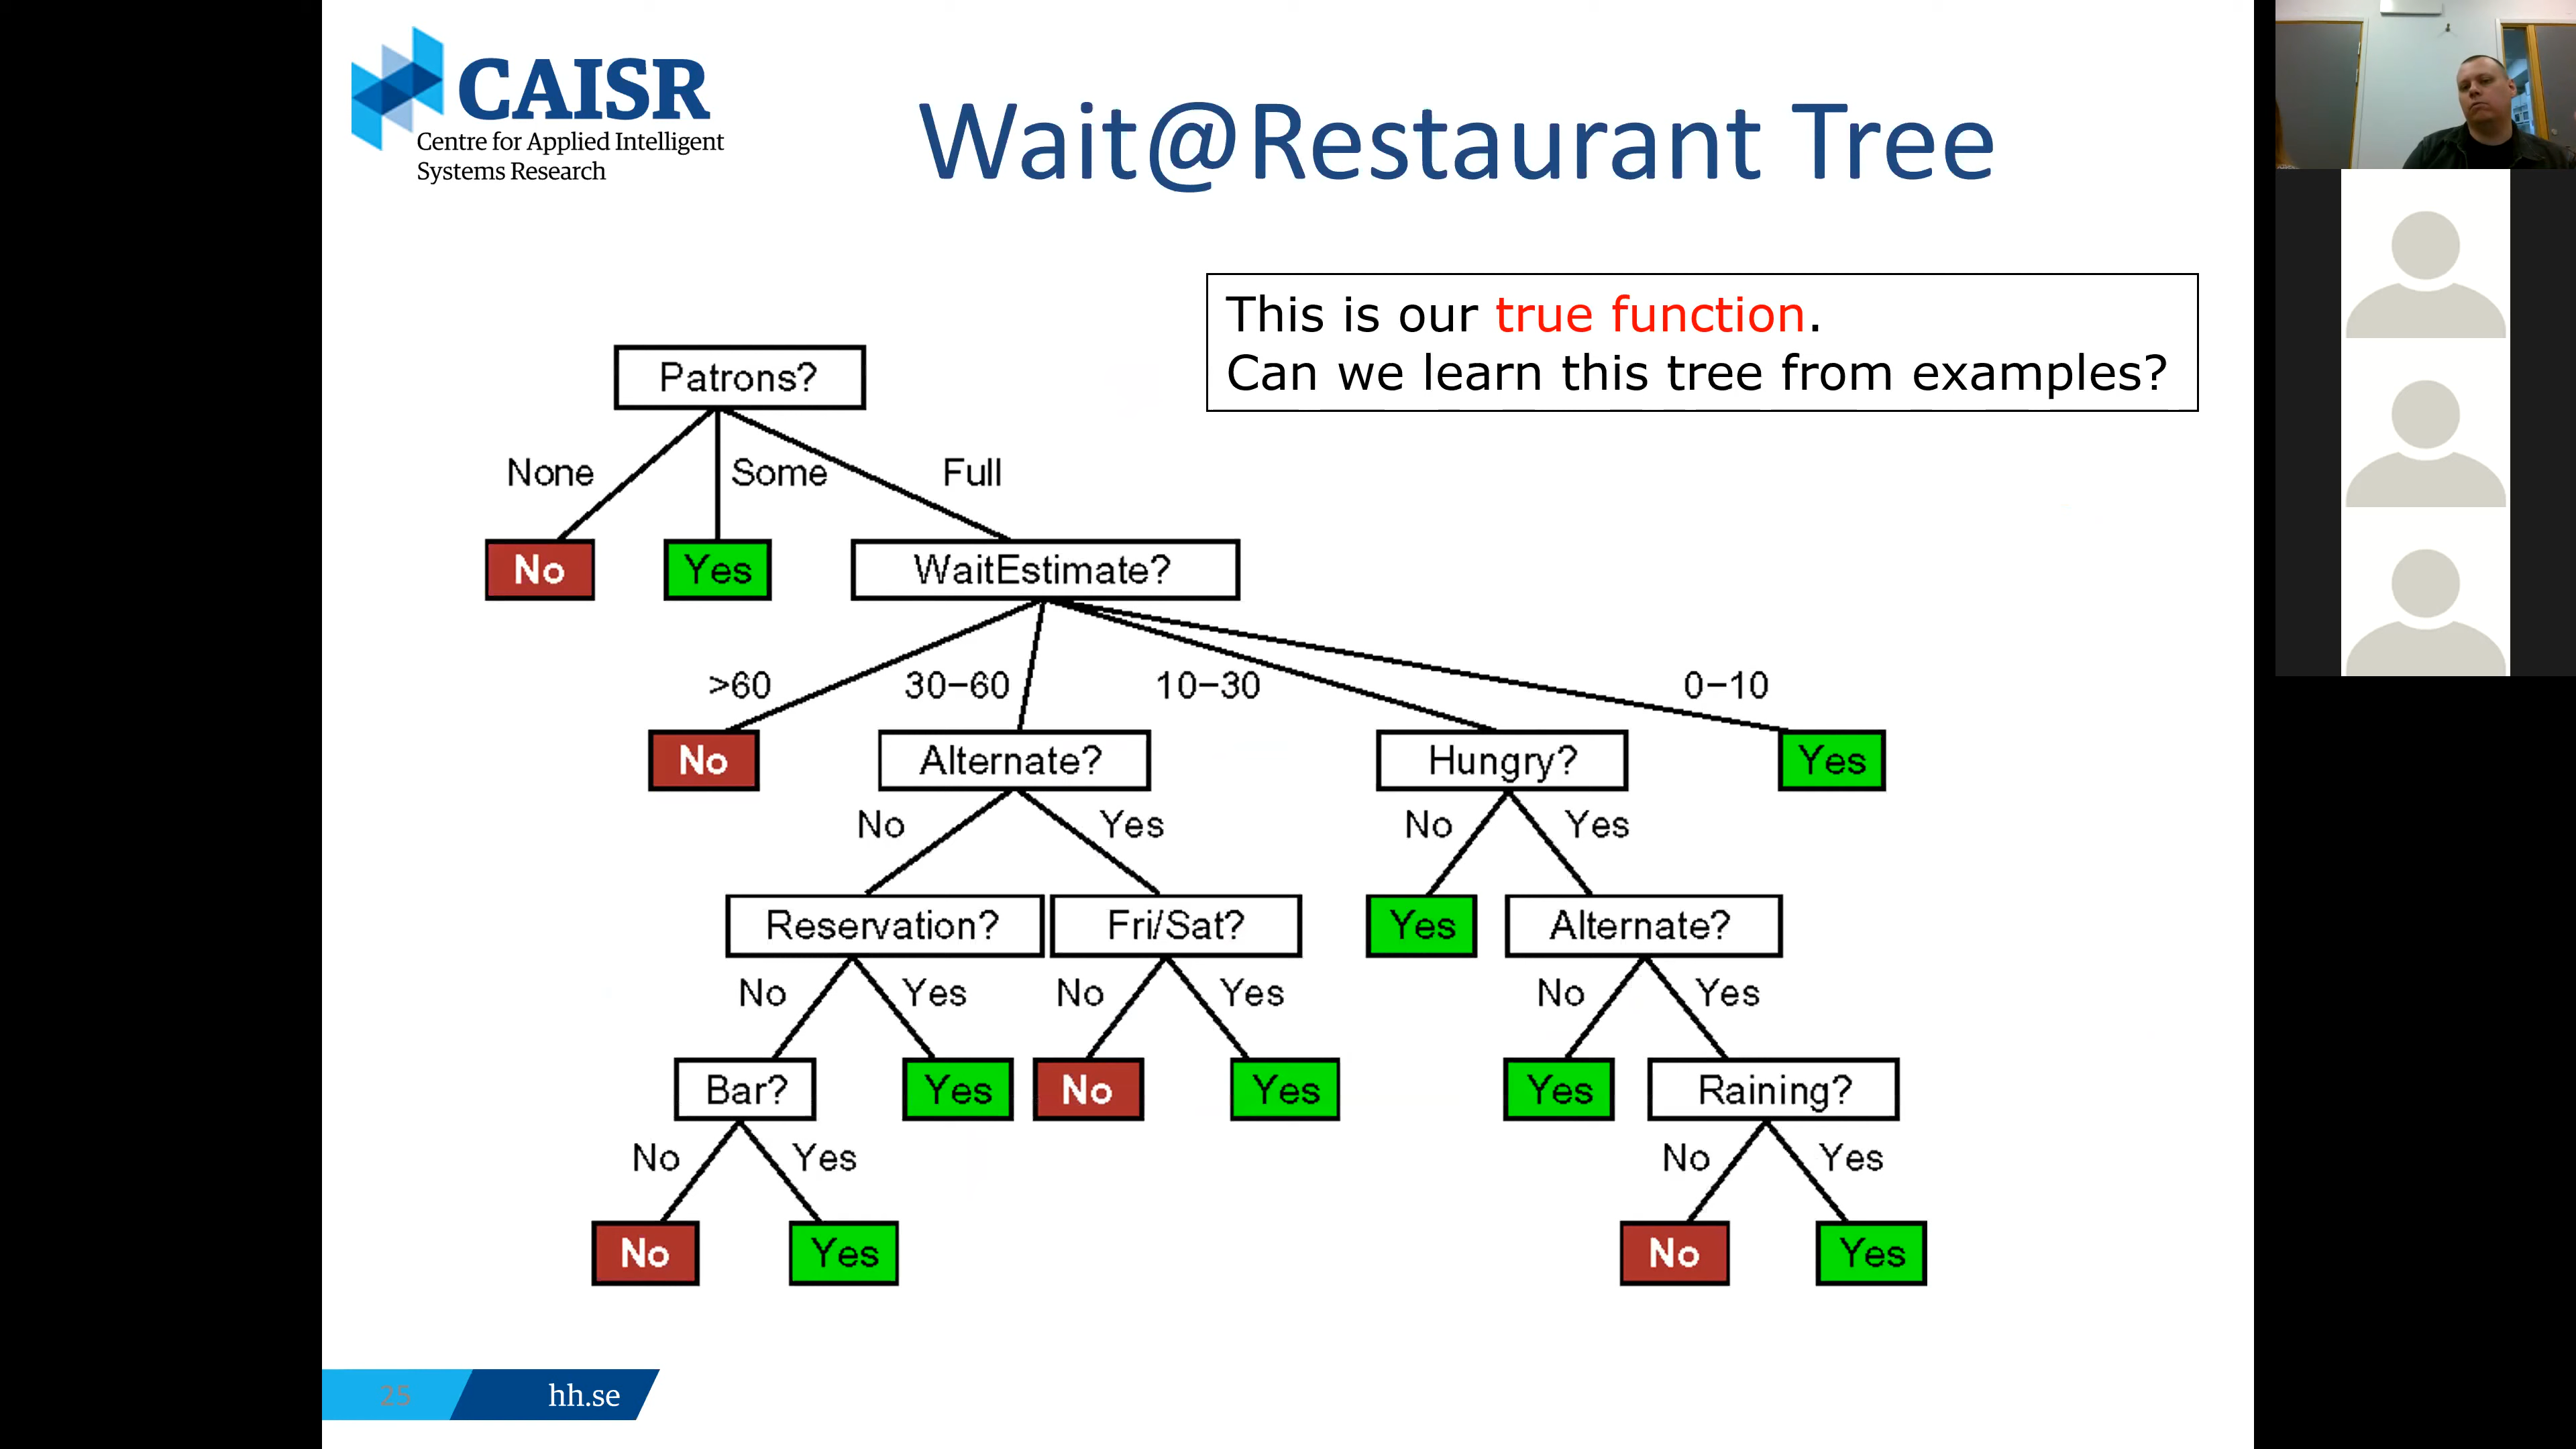 CAISR
Centre for Applied Intelligent
Systems Research
Wait@Restaurant Tree
This is our true function.
Can we learn this tree from examples?
Patrons?
None Some Full
No Yes WaitEstimate?
>60 30−60 10−30 0−10
No Alternate? Hungry? Yes
No Yes No Yes
Reservation? Fri/Sat? Yes Alternate?
No Yes No Yes No Yes
Bar? Yes No Yes Yes Raining?
No Yes No Yes
No Yes No Yes
25 hh.se